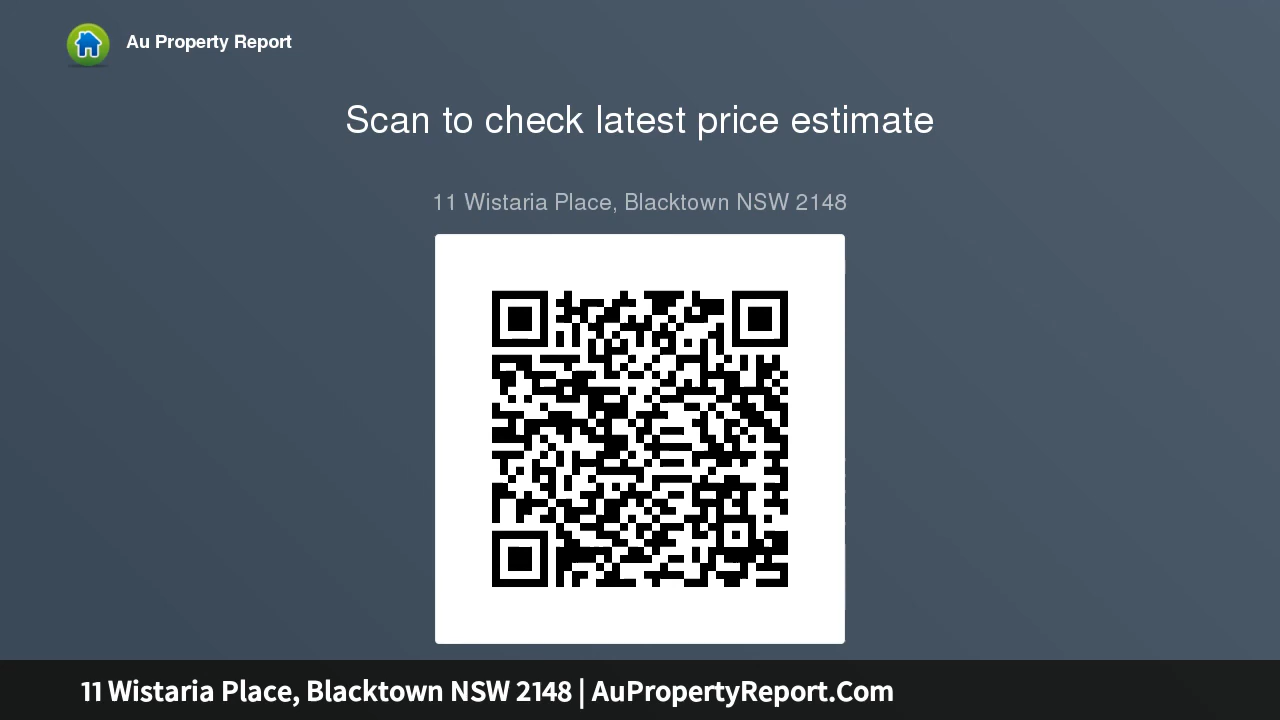 Au Property Report
Scan to check latest price estimate
11 Wistaria Place, Blacktown NSW 2148
11 Wistaria Place, Blacktown NSW 2148 | AuPropertyReport.Com